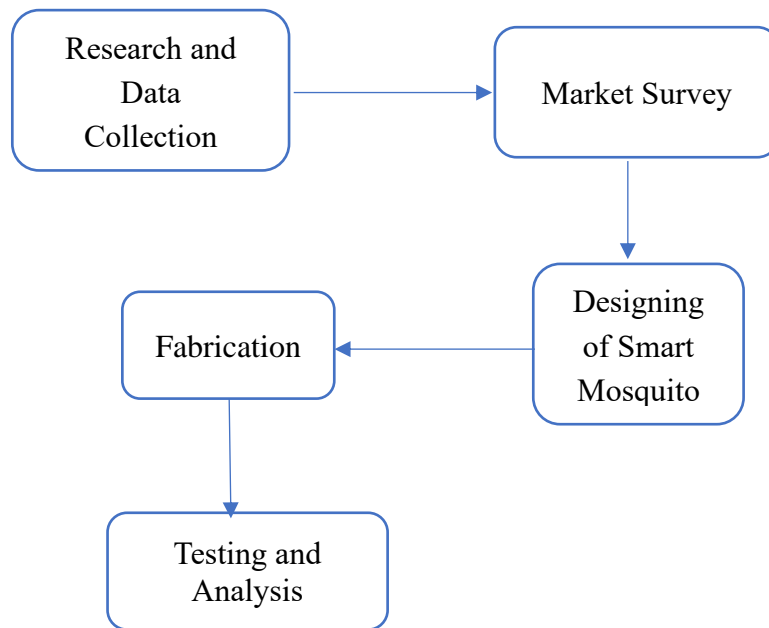 Research and
Data
Collection
Market Survey
Designing
of Smart
Mosquito
Fabrication
Testing and
Analysis